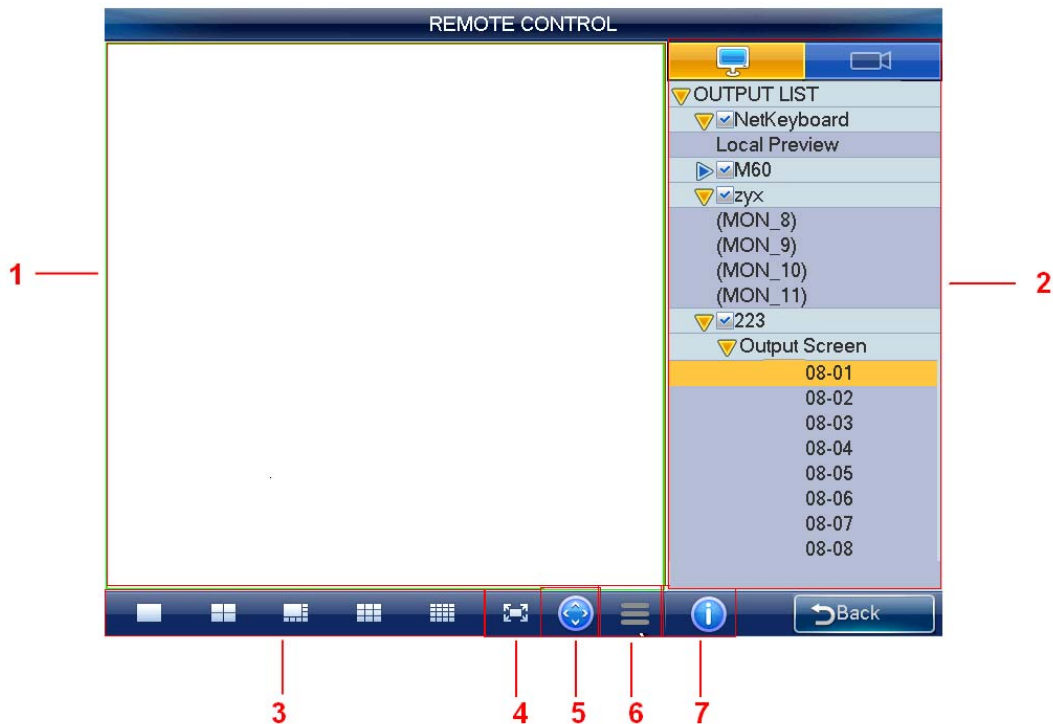 REMOTE CONTROL
OUTPUT LIST
NetKeyboard
Local Preview
M60
zyx
(MON_8)
(MON_9)
(MON_10)
(MON_11)
223
Output Screen
08-01
08-02
08-03
08-04
08-05
08-06
08-07
08-08
Back
1
2
3
4
5
6
7